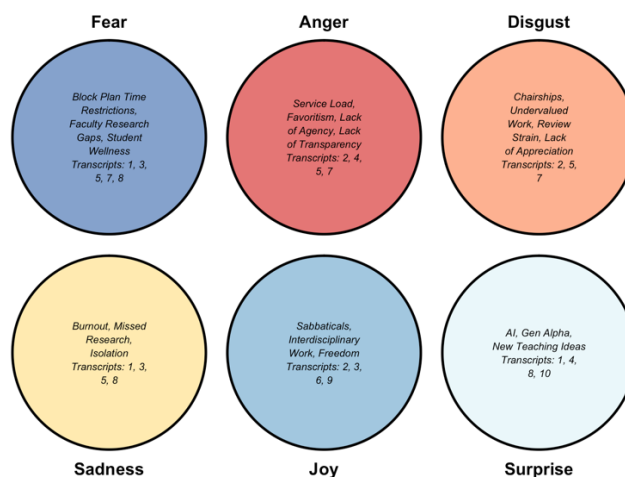 Fear
Anger
Disgust
Block Plan Time
Restrictions,
Faculty Research
Gaps, Student
Wellness
Transcripts: 1, 3,
5, 7, 8
Service Load,
Favoritism, Lack
of Agency, Lack
of Transparency
Transcripts: 2, 4,
5, 7
Chairships,
Undervalued
Work, Review
Strain, Lack
of Appreciation
Transcripts: 2, 5,
7
Burnout, Missed
Research,
Isolation
Transcripts: 1, 3,
5, 8
Sabbaticals,
Interdisciplinary
Work, Freedom
Transcripts: 2, 3,
6, 9
AI, Gen Alpha,
New Teaching Ideas
Transcripts: 1, 4,
8, 10
Sadness
Joy
Surprise